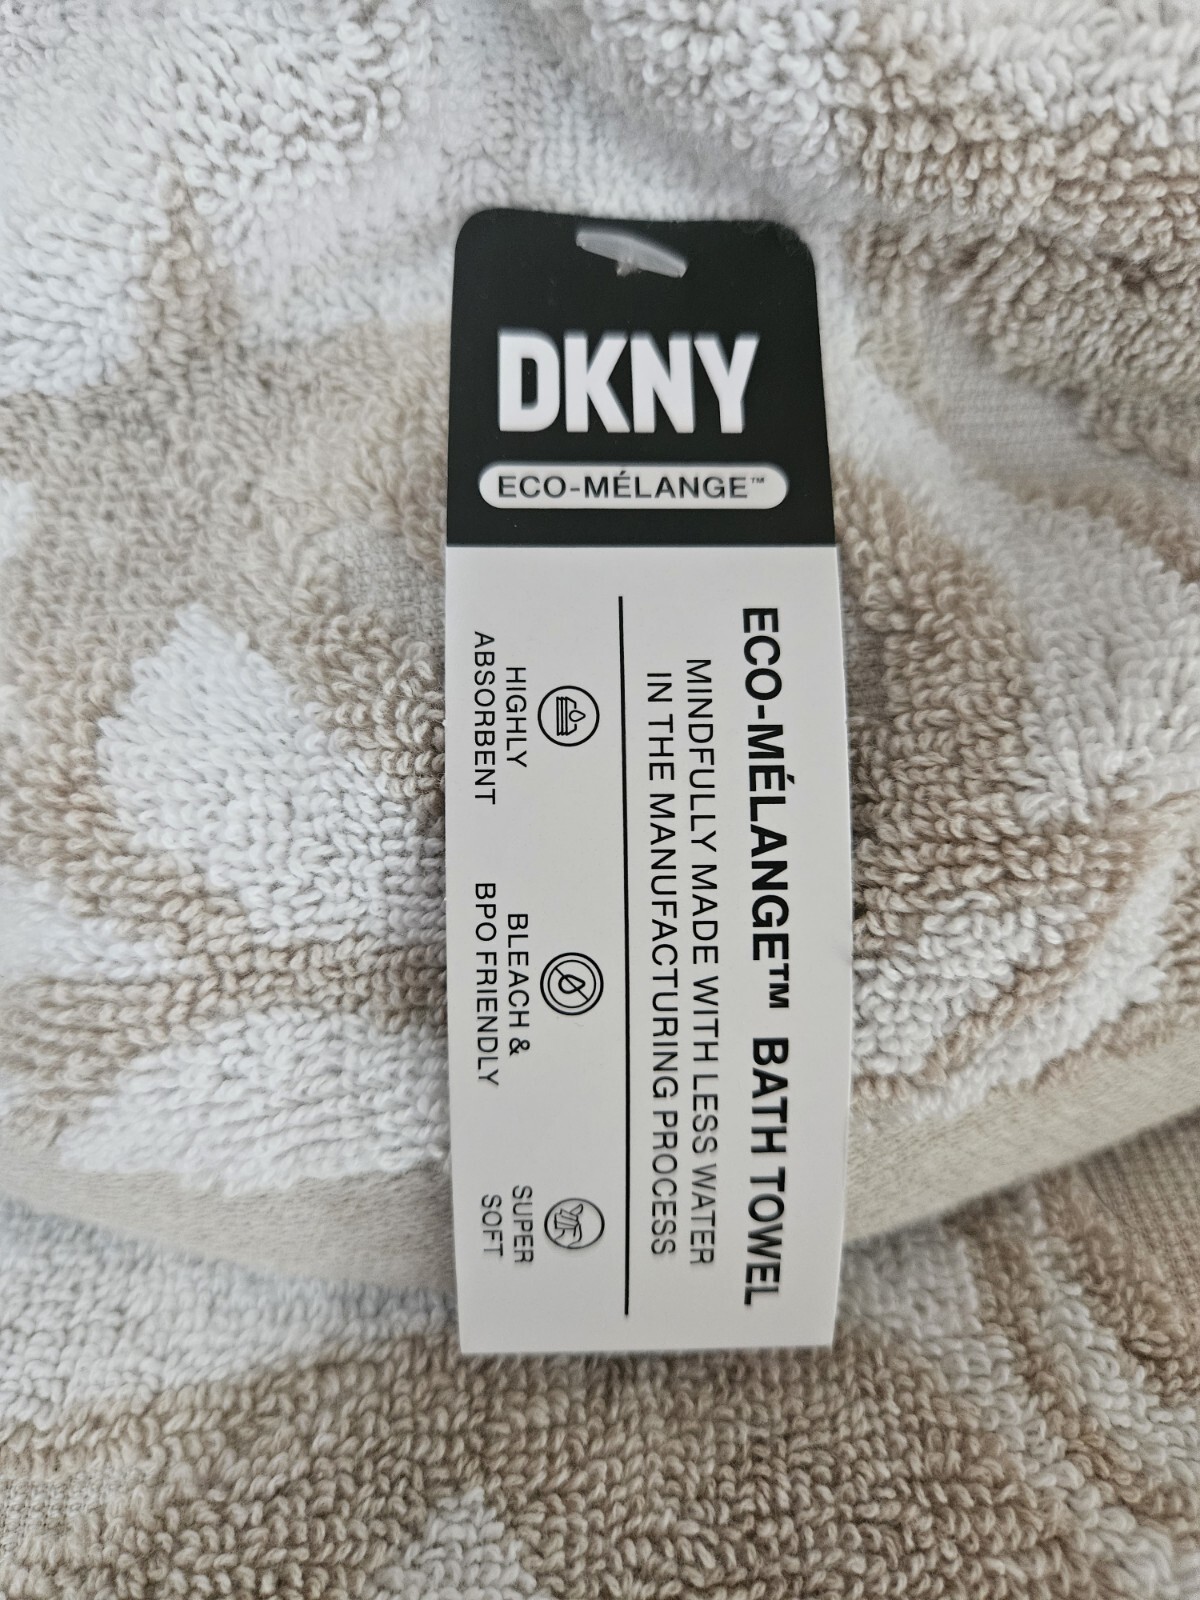 DKNY
ECO-MÉLANGE™
ECO-MÉLANGE™ BATH TOWEL
MINDFULLY MADE WITH LESS WATER
IN THE MANUFACTURING PROCESS
HIGHLY
ABSORBENT
BLEACH &
BPO FRIENDLY
SUPER
SOFT